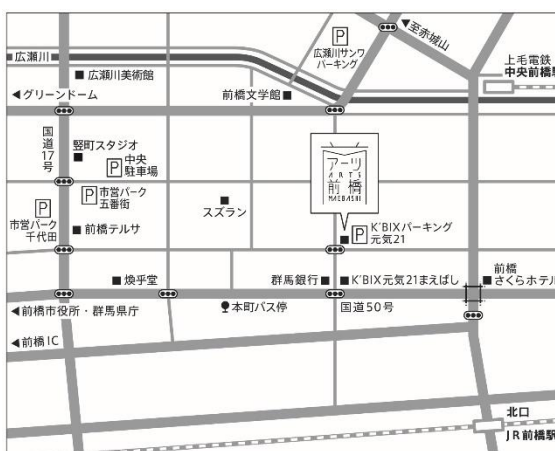 P
広瀬川サンワ
パーキング
至赤城山
広瀬川
上毛電鉄
中央前橋駅
広瀬川美術館
グリーンドーム
前橋文学館
国道17号
竪町スタジオ
P
中央
駐車場
アーツ
ARTS
前橋
MAEBASHI
P
市営パーク
五番街
P
市営パーク
千代田
スズラン
前橋テルサ
P
K'BIXパーキング
元気21
煥乎堂
群馬銀行
K'BIX元気21まえばし
前橋
さくらホテル
前橋市役所・群馬県庁
本町バス停
国道50号
前橋IC
北口
JR前橋駅